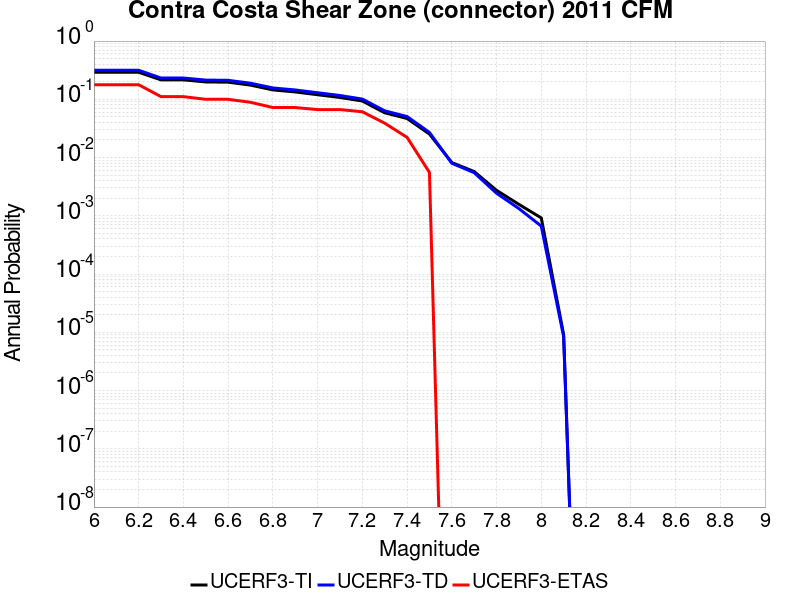 Contra Costa Shear Zone (connector) 2011 CFM
Annual Probability
10^0
10^-1
10^-2
10^-3
10^-4
10^-5
10^-6
10^-7
10^-8
6 6.2 6.4 6.6 6.8 7 7.2 7.4 7.6 7.8 8 8.2 8.4 8.6 8.8 9
Magnitude
UCERF3-TI UCERF3-TD UCERF3-ETAS